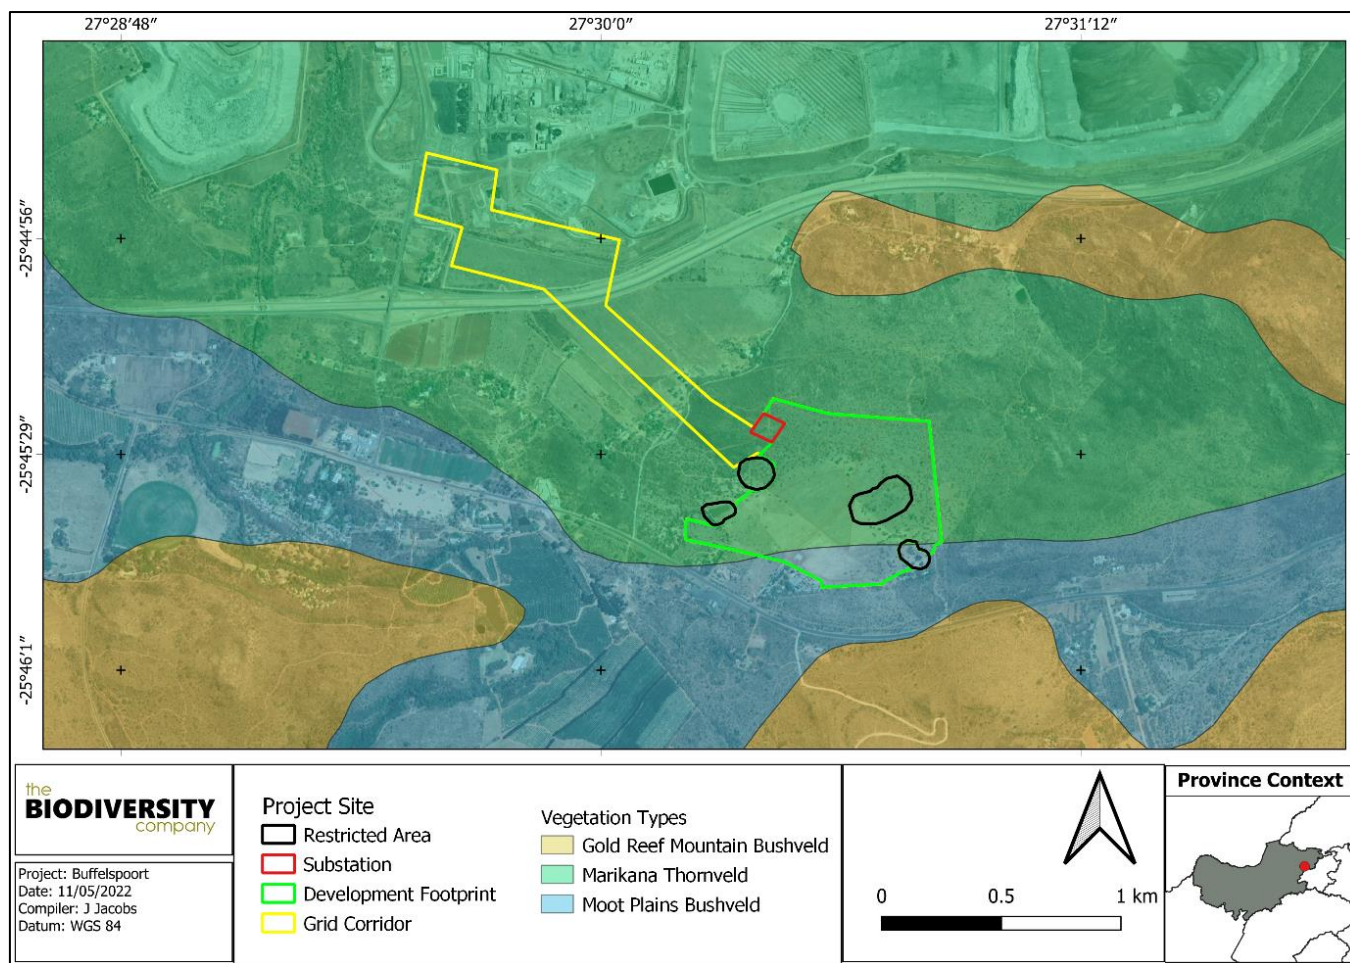 27°28′48″
27°30′0″
27°31′12″
-25°44′56″
-25°45′29″
-25°46′1″
the
BIODIVERSITY
company
Project: Buffelspoort
Date: 11/05/2022
Compiler: J Jacobs
Datum: WGS 84
Project Site
Restricted Area
Substation
Development Footprint
Grid Corridor
Vegetation Types
Gold Reef Mountain Bushveld
Marikana Thornveld
Moot Plains Bushveld
0 0.5 1 km
Province Context